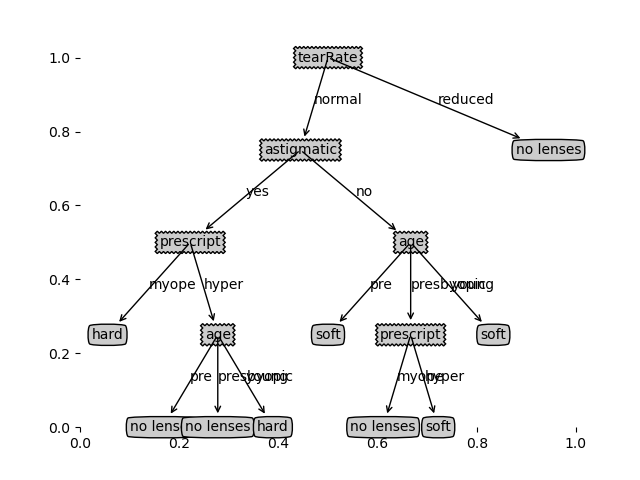 1.0
tearRate
normal
reduced
0.8
astigmatic
no lenses
0.6
yes
no
prescript
age
0.4
myope
hyper
pre
presbyopic
young
hard
age
soft
prescript
soft
0.2
pre
presbyopic
young
myope
hyper
0.0
no lenses
no lenses
hard
no lenses
soft
0.0
0.2
0.4
0.6
0.8
1.0